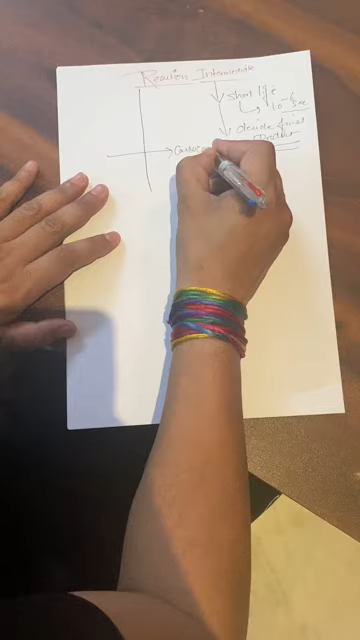 Reaction Intermediate
short life
10⁻⁶ sec
decide final
product